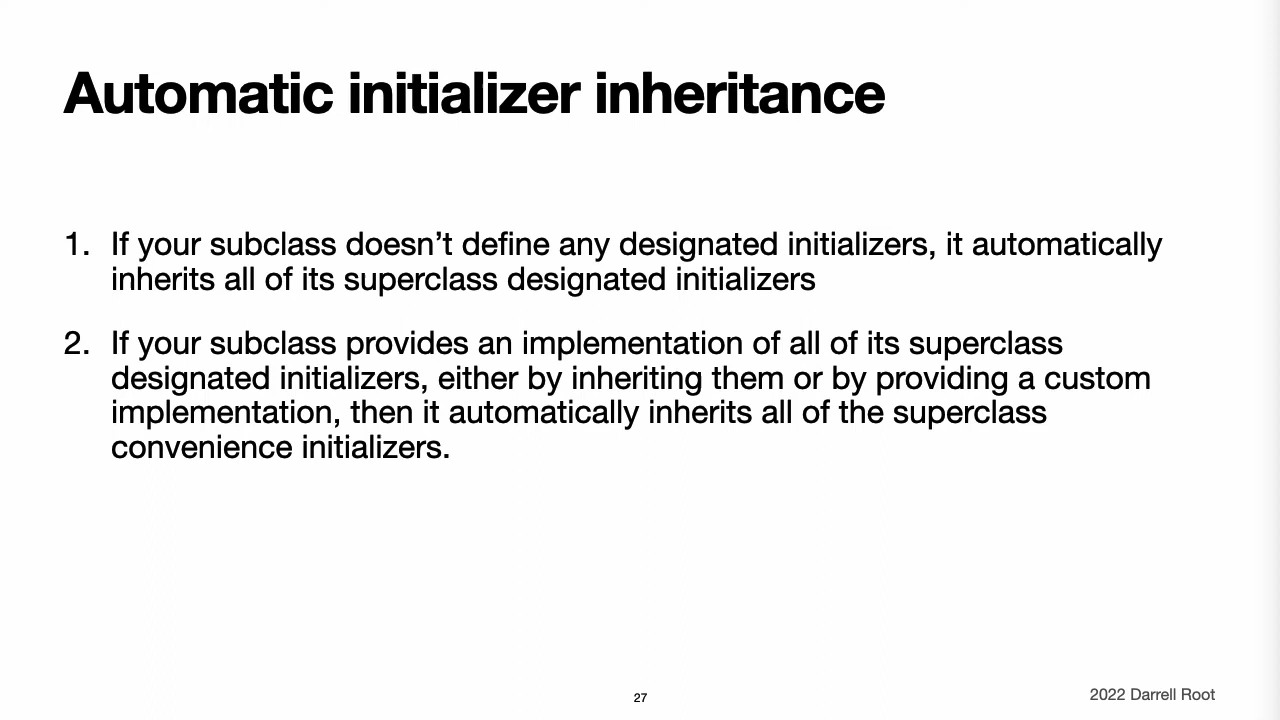 Automatic initializer inheritance
1. If your subclass doesn’t define any designated initializers, it automatically
inherits all of its superclass designated initializers
2. If your subclass provides an implementation of all of its superclass
designated initializers, either by inheriting them or by providing a custom
implementation, then it automatically inherits all of the superclass
convenience initializers.
27
2022 Darrell Root